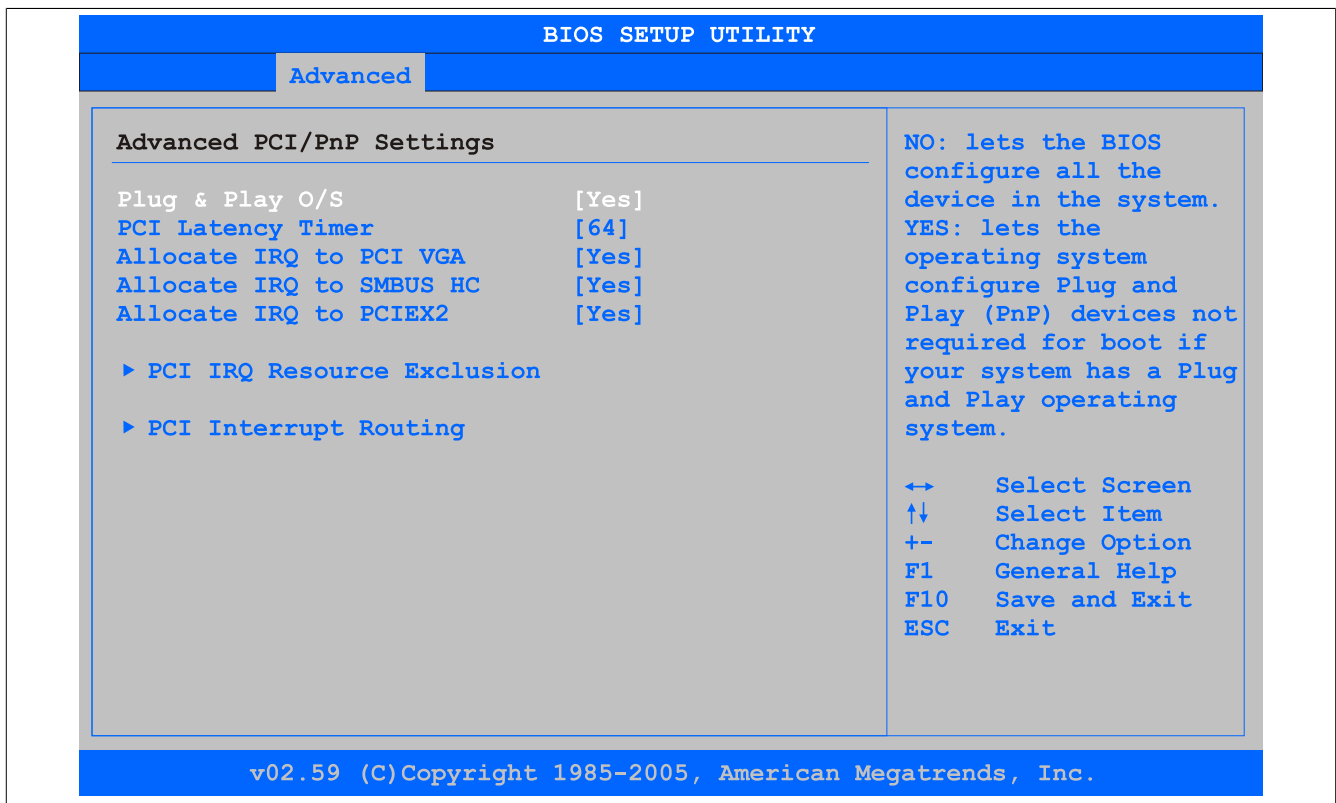 BIOS SETUP UTILITY
Advanced
Advanced PCI/PnP Settings
Plug & Play O/S [Yes]
PCI Latency Timer [64]
Allocate IRQ to PCI VGA [Yes]
Allocate IRQ to SMBUS HC [Yes]
Allocate IRQ to PCIEX2 [Yes]
▶ PCI IRQ Resource Exclusion
▶ PCI Interrupt Routing
NO: lets the BIOS
configure all the
device in the system.
YES: lets the
operating system
configure Plug and
Play (PnP) devices not
required for boot if
your system has a Plug
and Play operating
system.
↔ Select Screen
↑↓ Select Item
+- Change Option
F1 General Help
F10 Save and Exit
ESC Exit
v02.59 (C)Copyright 1985-2005, American Megatrends, Inc.